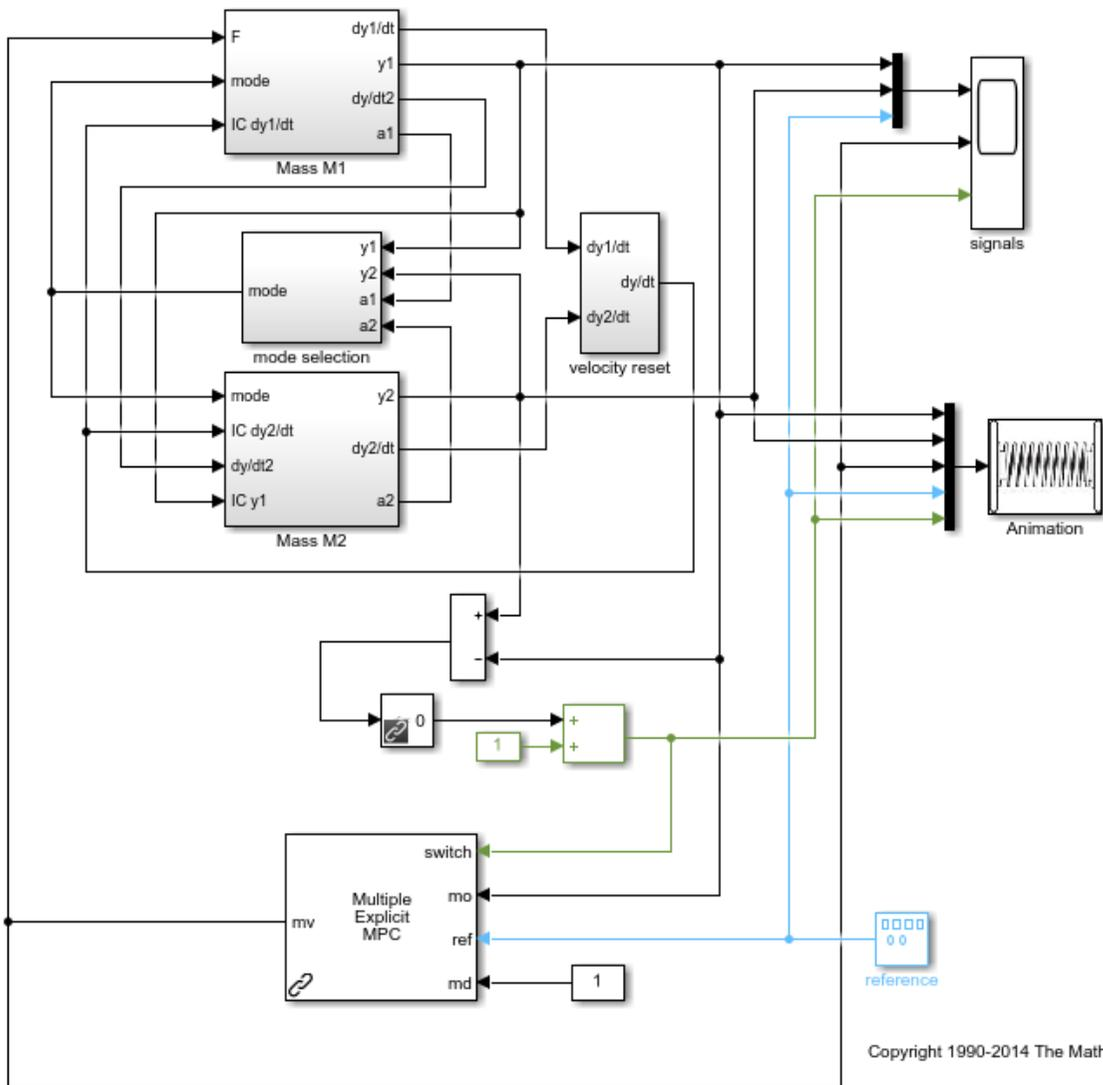 F
mode
IC dy1/dt
dy1/dt
y1
dy/dt2
a1
Mass M1
signals
mode
y1
y2
a1
a2
mode selection
dy1/dt
dy2/dt
dy/dt
velocity reset
mode
IC dy2/dt
dy/dt2
IC y1
y2
dy2/dt
a2
Mass M2
Animation
+
−
0
1
+
+
mv
Multiple
Explicit
MPC
switch
mo
ref
md
1
reference
Copyright 1990-2014 The Math